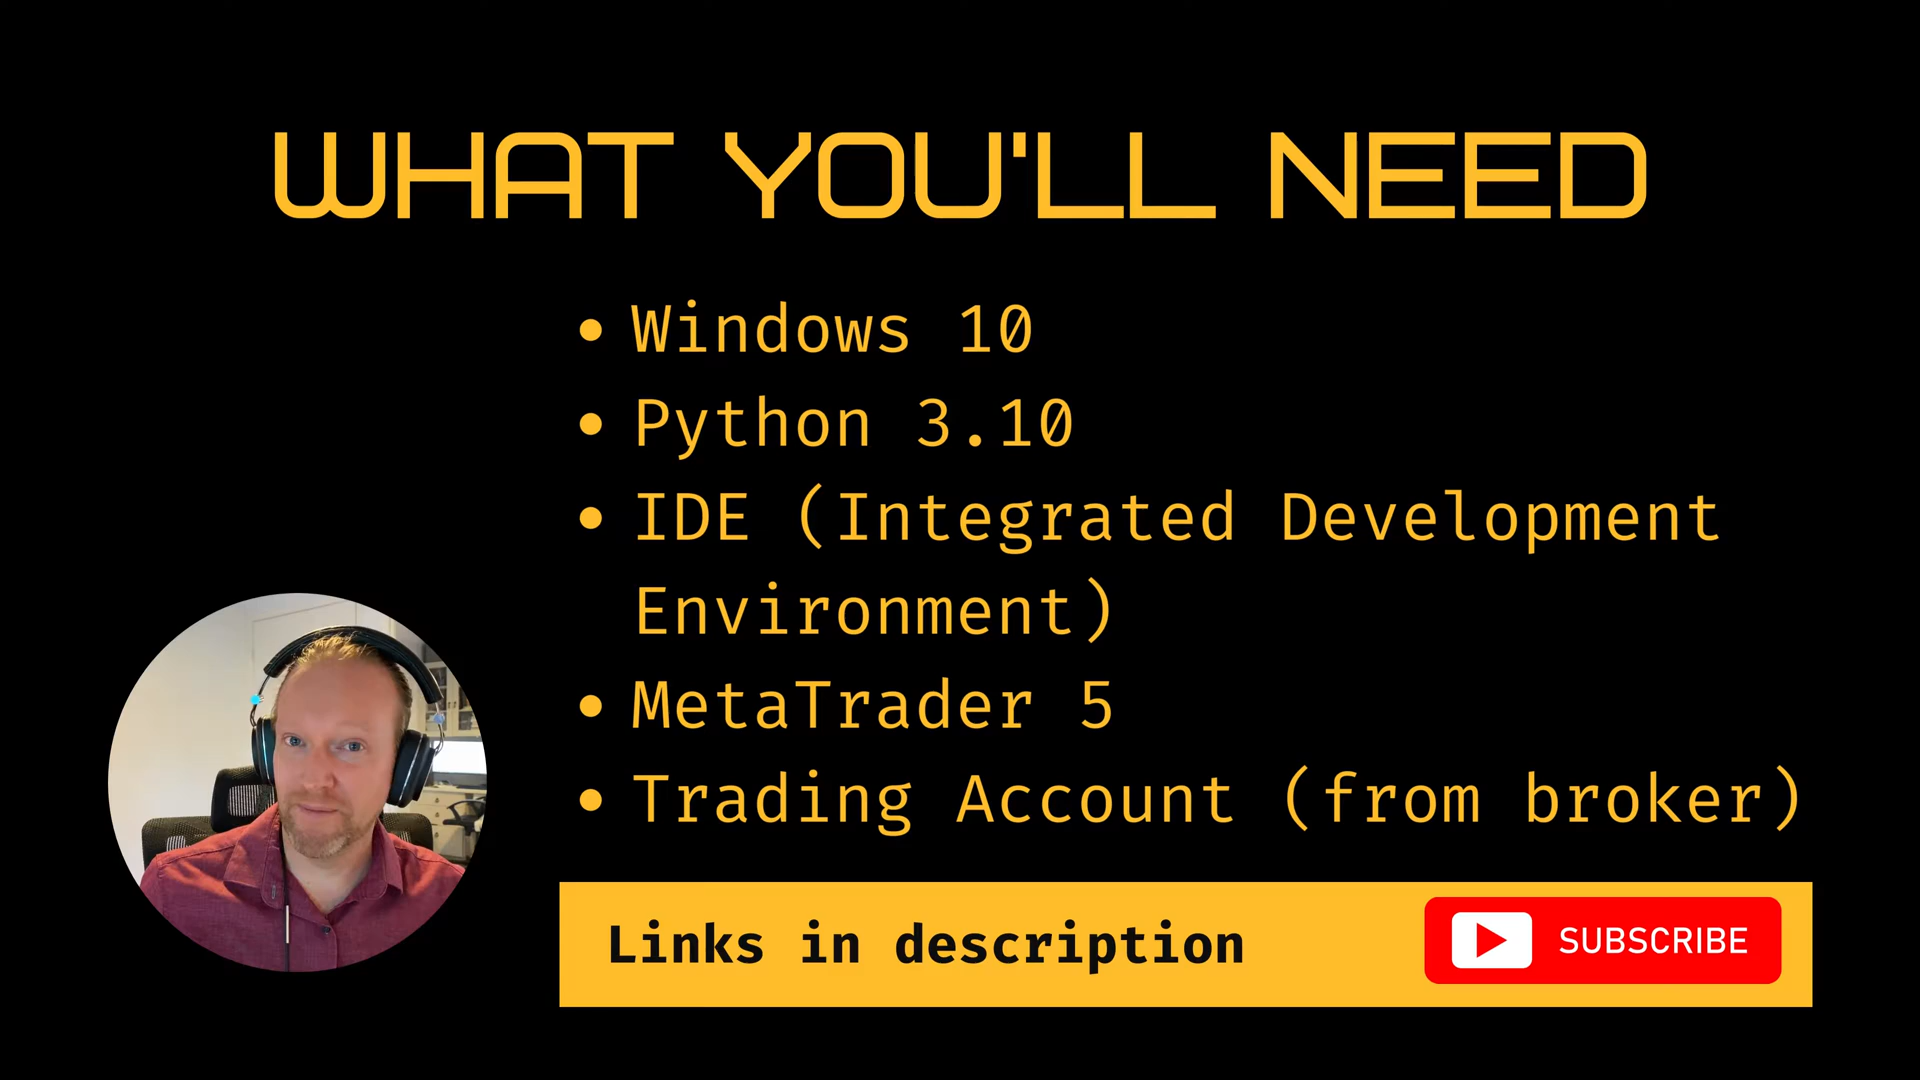 WHAT YOU'LL NEED
• Windows 10
• Python 3.10
• IDE (Integrated Development
Environment)
• MetaTrader 5
• Trading Account (from broker)
Links in description
SUBSCRIBE